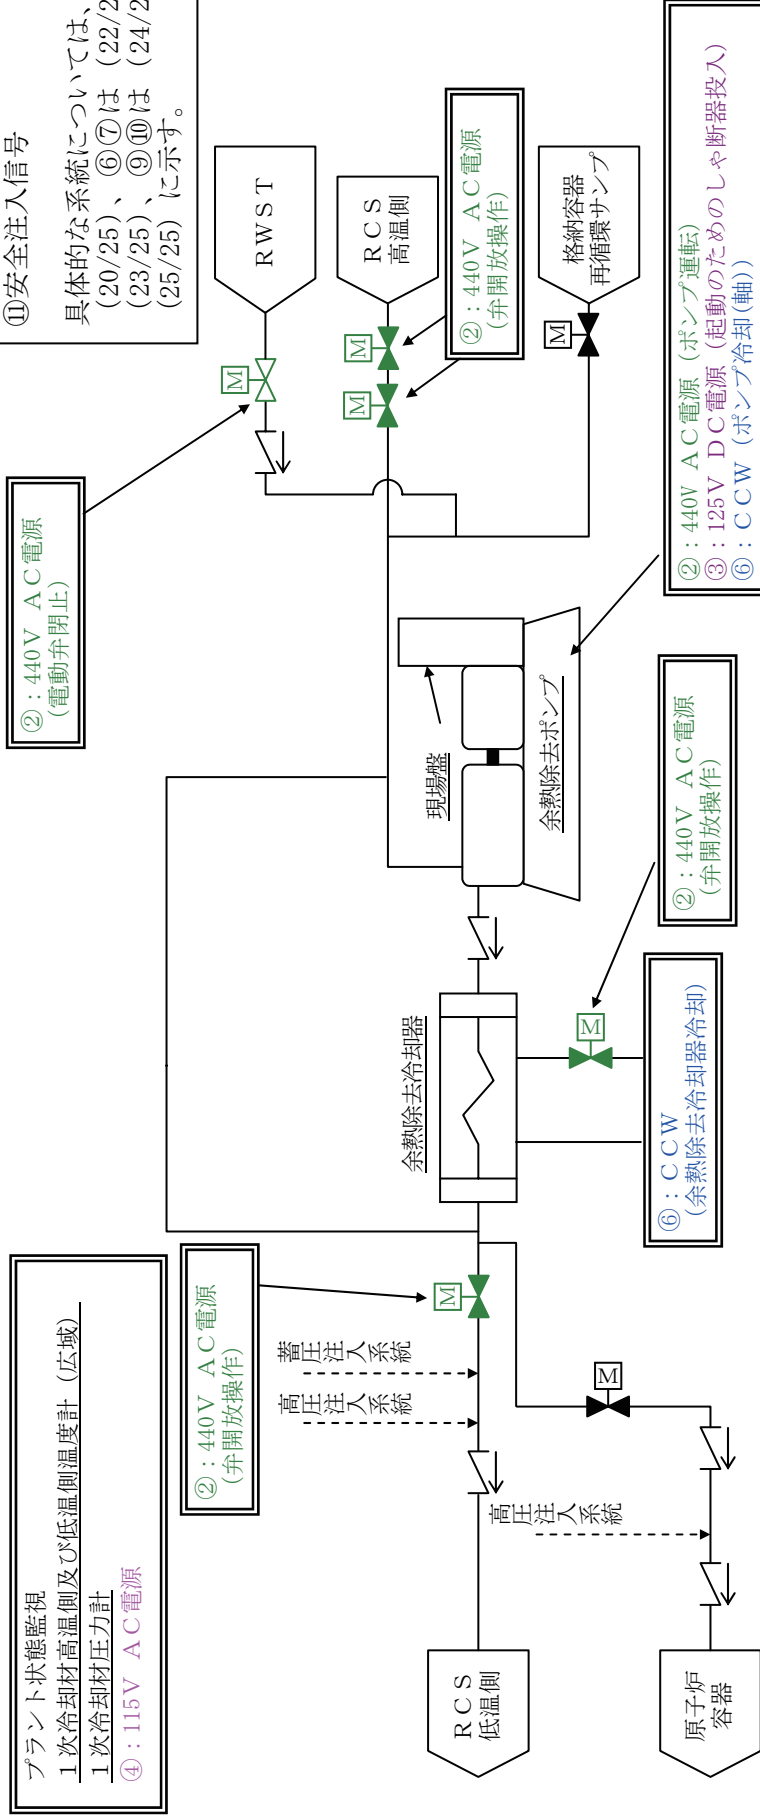 ⑪安全注入信号
具体的な系統については、
(20/25)、⑥⑦は(22/2
(23/25)、⑨⑩は(24/2
(25/25)に示す。
プラント状態監視
1次冷却材高温側及び低温側温度計（広域）
1次冷却材圧力計
④：115V AC電源
②：440V AC電源
(弁開放操作)
②：440V AC電源
(電動弁閉止)
蓄圧注入系統
高圧注入系統
M
M
M
M
RWST
RCS
高温側
②：440V AC電源
(弁開放操作)
M
格納容器
再循環サンプ
現場盤
余熱除去ポンプ
余熱除去冷却器
M
②：440V AC電源
(弁開放操作)
②：440V AC電源 (ポンプ運転)
③：125V DC電源 (起動のためのしゃ断器投入)
⑥：CCW (ポンプ冷却(軸))
⑥：CCW
(余熱除去冷却器冷却)
M
高圧注入系統
RCS
低温側
原子炉
容器